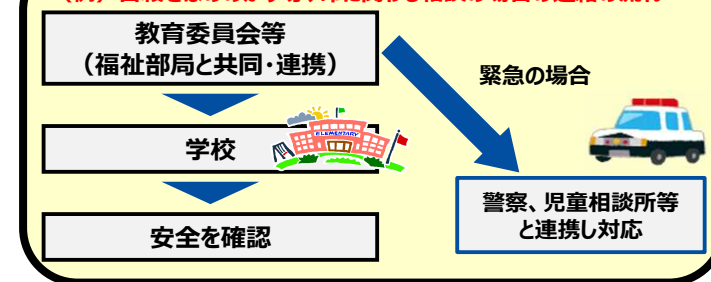 教育委員会等
（福祉部局と共同・連携）
緊急の場合
ELEMENTARY
学校
警察、児童相談所等
と連携し対応
安全を確認